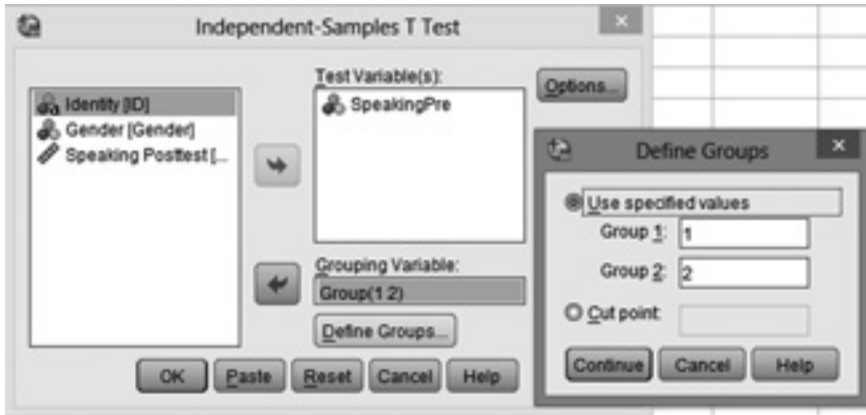 Independent-Samples T Test
Identity [ID]
Gender [Gender]
Speaking Posttest [...
Test Variable(s):
SpeakingPre
Options...
Grouping Variable:
Group(1 2)
Define Groups...
OK
Paste
Reset
Cancel
Help
Define Groups
Use specified values
Group 1: 1
Group 2: 2
Cut point:
Continue
Cancel
Help